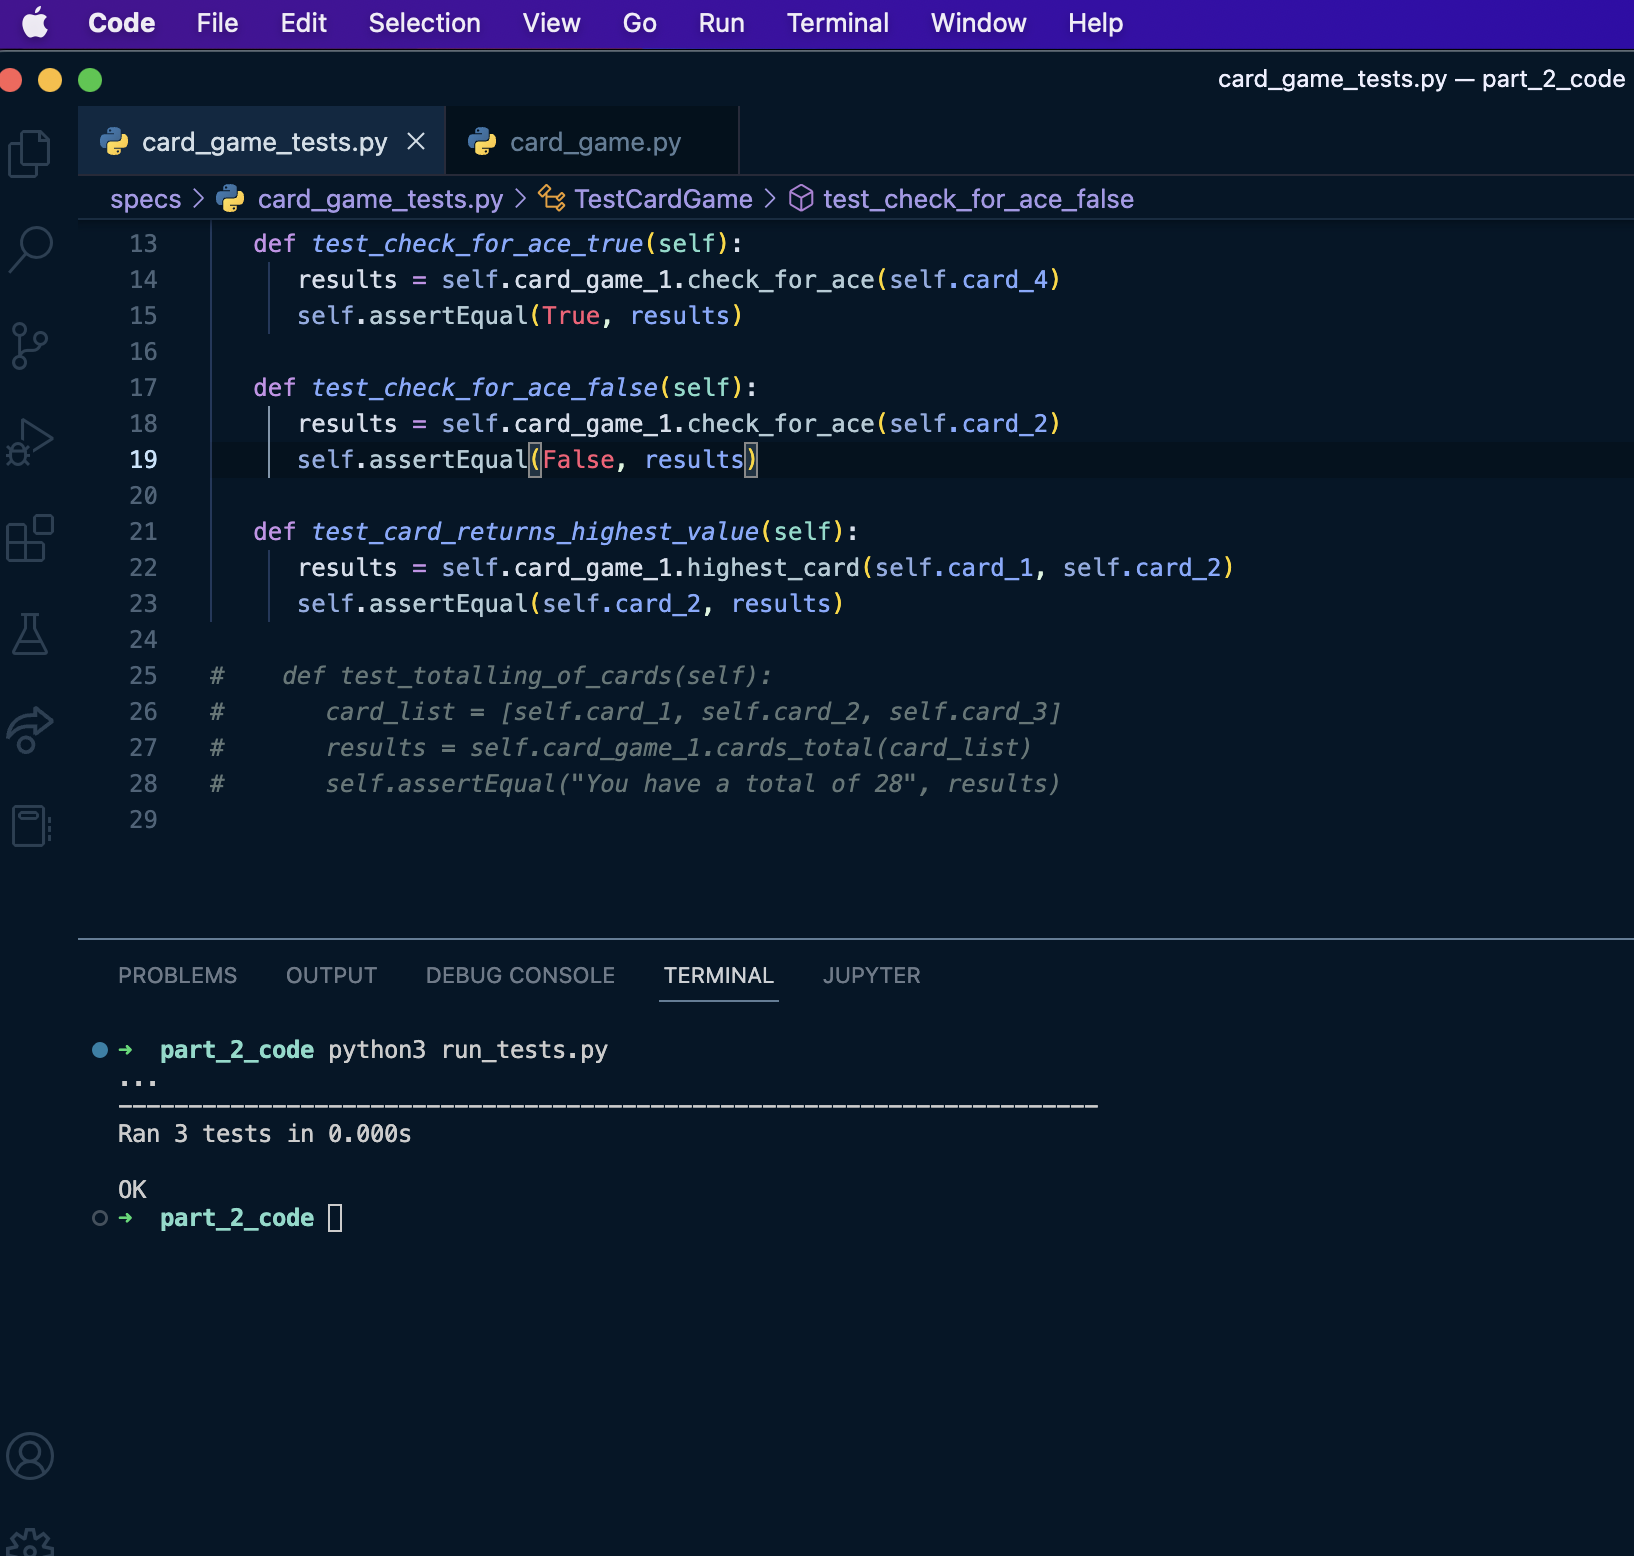 Code File Edit Selection View Go Run Terminal Window Help
card_game_tests.py — part_2_code
card_game_tests.py card_game.py
specs > card_game_tests.py > TestCardGame > test_check_for_ace_false
13 def test_check_for_ace_true(self):
14 results = self.card_game_1.check_for_ace(self.card_4)
15 self.assertEqual(True, results)
16
17 def test_check_for_ace_false(self):
18 results = self.card_game_1.check_for_ace(self.card_2)
19 self.assertEqual(False, results)
20
21 def test_card_returns_highest_value(self):
22 results = self.card_game_1.highest_card(self.card_1, self.card_2)
23 self.assertEqual(self.card_2, results)
24
25 # def test_totalling_of_cards(self):
26 # card_list = [self.card_1, self.card_2, self.card_3]
27 # results = self.card_game_1.cards_total(card_list)
28 # self.assertEqual("You have a total of 28", results)
29
PROBLEMS OUTPUT DEBUG CONSOLE TERMINAL JUPYTER
➜ part_2_code python3 run_tests.py
...
----------------------------------------------------------------------
Ran 3 tests in 0.000s
OK
➜ part_2_code